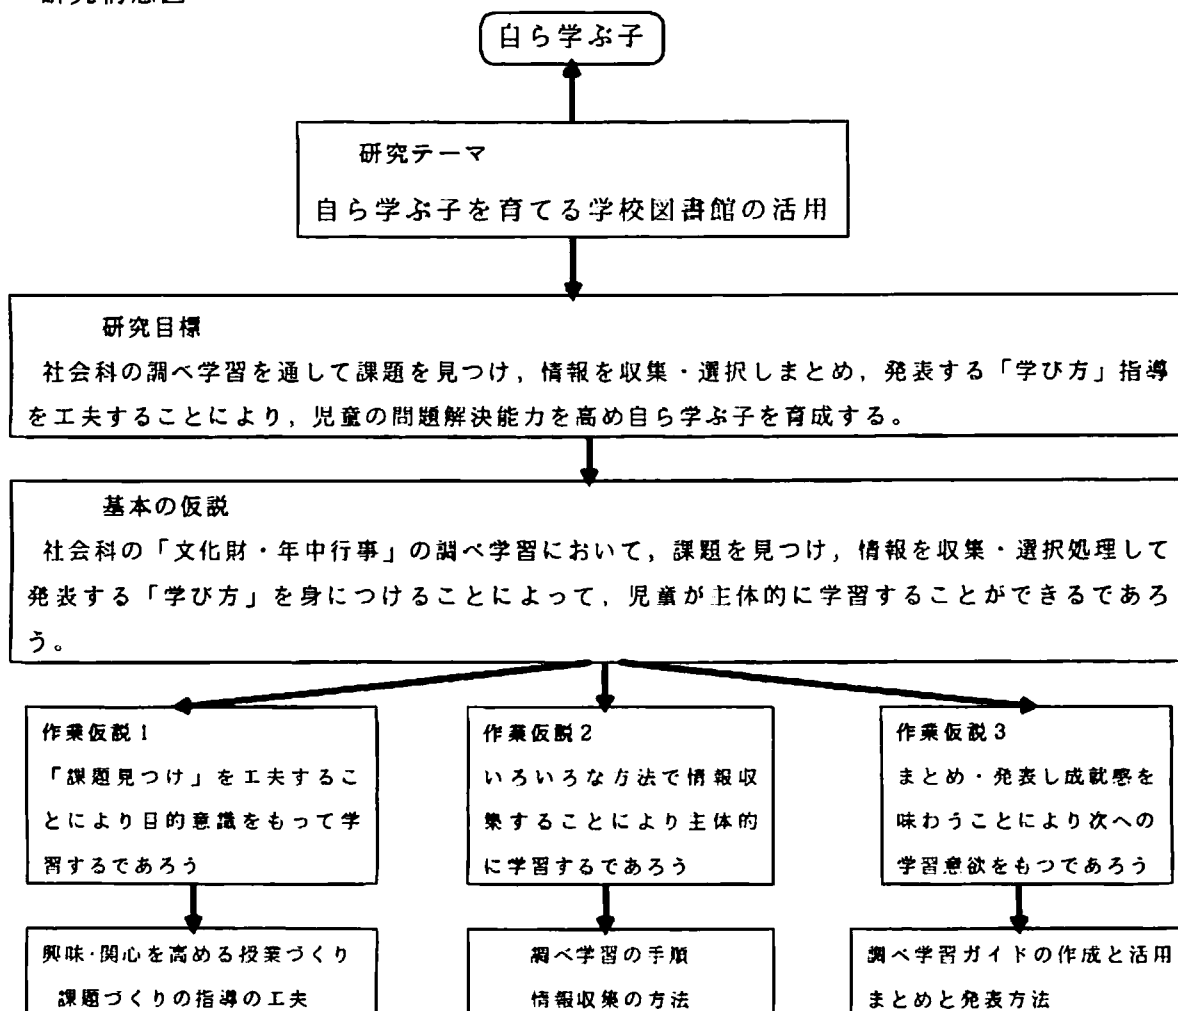 自ら学ぶ子
研究テーマ
自ら学ぶ子を育てる学校図書館の活用
研究目標
社会科の調べ学習を通して課題を見つけ，情報を収集・選択しまとめ，発表する「学び方」指導
を工夫することにより，児童の問題解決能力を高め自ら学ぶ子を育成する。
基本の仮説
社会科の「文化財・年中行事」の調べ学習において，課題を見つけ，情報を収集・選択処理して
発表する「学び方」を身につけることによって，児童が主体的に学習することができるであろ
う。
作業仮説1
「課題見つけ」を工夫するこ
とにより目的意識をもって学
習するであろう
作業仮説2
いろいろな方法で情報収
集することにより主体的
に学習するであろう
作業仮説3
まとめ・発表し成就感を
味わうことにより次への
学習意欲をもつであろう
興味・関心を高める授業づくり
課題づくりの指導の工夫
調べ学習の手順
情報収集の方法
調べ学習ガイドの作成と活用
まとめと発表方法